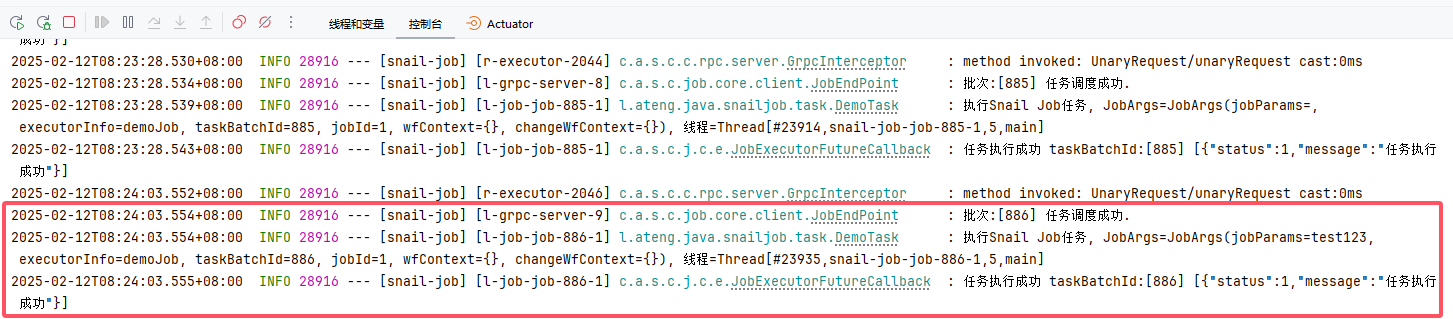 线程和变量 控制台 Actuator
成功"}]
2025-02-12T08:23:28.530+08:00  INFO 28916 --- [snail-job] [r-executor-2044] c.a.s.c.c.rpc.server.GrpcInterceptor     : method invoked: UnaryRequest/unaryRequest cast:0ms
2025-02-12T08:23:28.534+08:00  INFO 28916 --- [snail-job] [l-grpc-server-8] c.a.s.c.job.core.client.JobEndPoint      : 批次:[885] 任务调度成功.
2025-02-12T08:23:28.539+08:00  INFO 28916 --- [snail-job] [l-job-job-885-1] l.ateng.java.snailjob.task.DemoTask      : 执行Snail Job任务, JobArgs=JobArgs(jobParams=,
executorInfo=demoJob, taskBatchId=885, jobId=1, wfContext={}, changeWfContext={}), 线程=Thread[#23914,snail-job-job-885-1,5,main]
2025-02-12T08:23:28.543+08:00  INFO 28916 --- [snail-job] [l-job-job-885-1] c.a.s.c.j.c.e.JobExecutorFutureCallback  : 任务执行成功 taskBatchId:[885] [{"status":1,"message":"任务执行
成功"}]
2025-02-12T08:24:03.552+08:00  INFO 28916 --- [snail-job] [r-executor-2046] c.a.s.c.c.rpc.server.GrpcInterceptor     : method invoked: UnaryRequest/unaryRequest cast:0ms
2025-02-12T08:24:03.554+08:00  INFO 28916 --- [snail-job] [l-grpc-server-9] c.a.s.c.job.core.client.JobEndPoint      : 批次:[886] 任务调度成功.
2025-02-12T08:24:03.554+08:00  INFO 28916 --- [snail-job] [l-job-job-886-1] l.ateng.java.snailjob.task.DemoTask      : 执行Snail Job任务, JobArgs=JobArgs(jobParams=test123,
executorInfo=demoJob, taskBatchId=886, jobId=1, wfContext={}, changeWfContext={}), 线程=Thread[#23935,snail-job-job-886-1,5,main]
2025-02-12T08:24:03.555+08:00  INFO 28916 --- [snail-job] [l-job-job-886-1] c.a.s.c.j.c.e.JobExecutorFutureCallback  : 任务执行成功 taskBatchId:[886] [{"status":1,"message":"任务执行
成功"}]